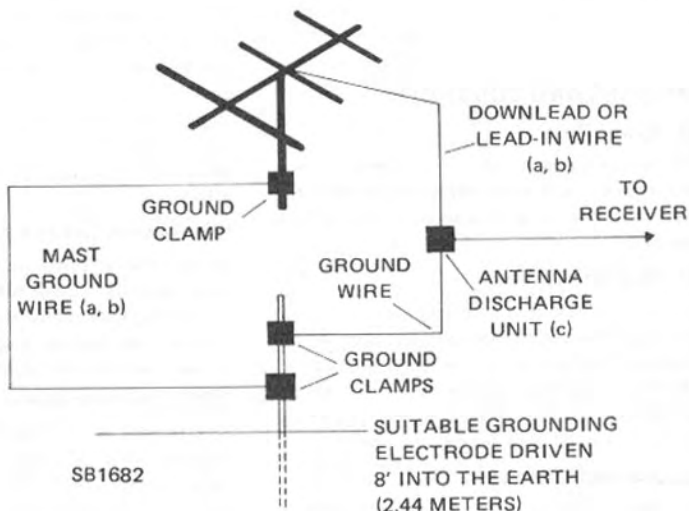 DOWNLEAD OR
LEAD-IN WIRE
(a, b)
TO
RECEIVER
GROUND
CLAMP
MAST
GROUND
WIRE (a, b)
GROUND
WIRE
ANTENNA
DISCHARGE
UNIT (c)
GROUND
CLAMPS
SUITABLE GROUNDING
ELECTRODE DRIVEN
8' INTO THE EARTH
(2.44 METERS)
SB1682